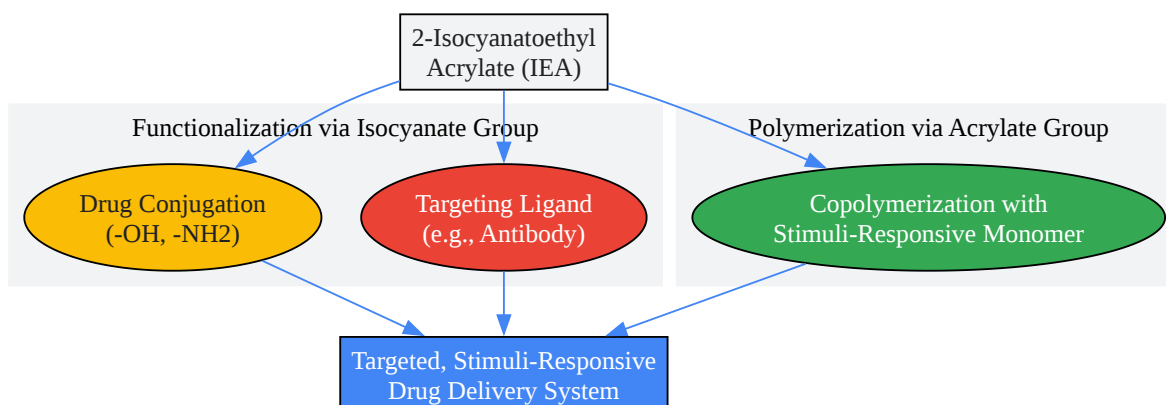 2-Isocyanatoethyl
Acrylate (IEA)
Functionalization via Isocyanate Group
Polymerization via Acrylate Group
Drug Conjugation
(-OH, -NH2)
Targeting Ligand
(e.g., Antibody)
Copolymerization with
Stimuli-Responsive Monomer
Targeted, Stimuli-Responsive
Drug Delivery System